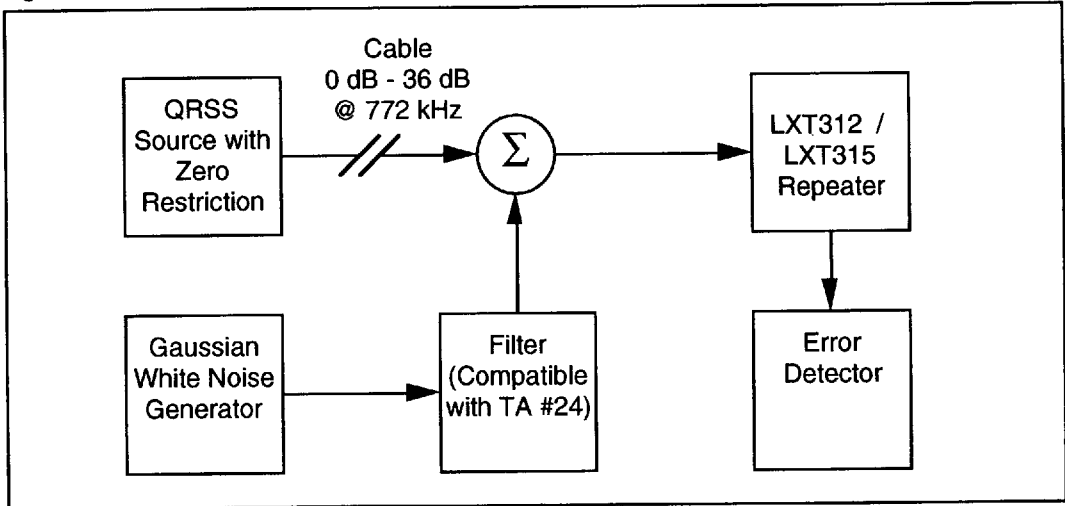 Cable
0 dB - 36 dB
@ 772 kHz
QRSS
Source with
Zero
Restriction
Σ
LXT312 /
LXT315
Repeater
Gaussian
White Noise
Generator
Filter
(Compatible
with TA #24)
Error
Detector